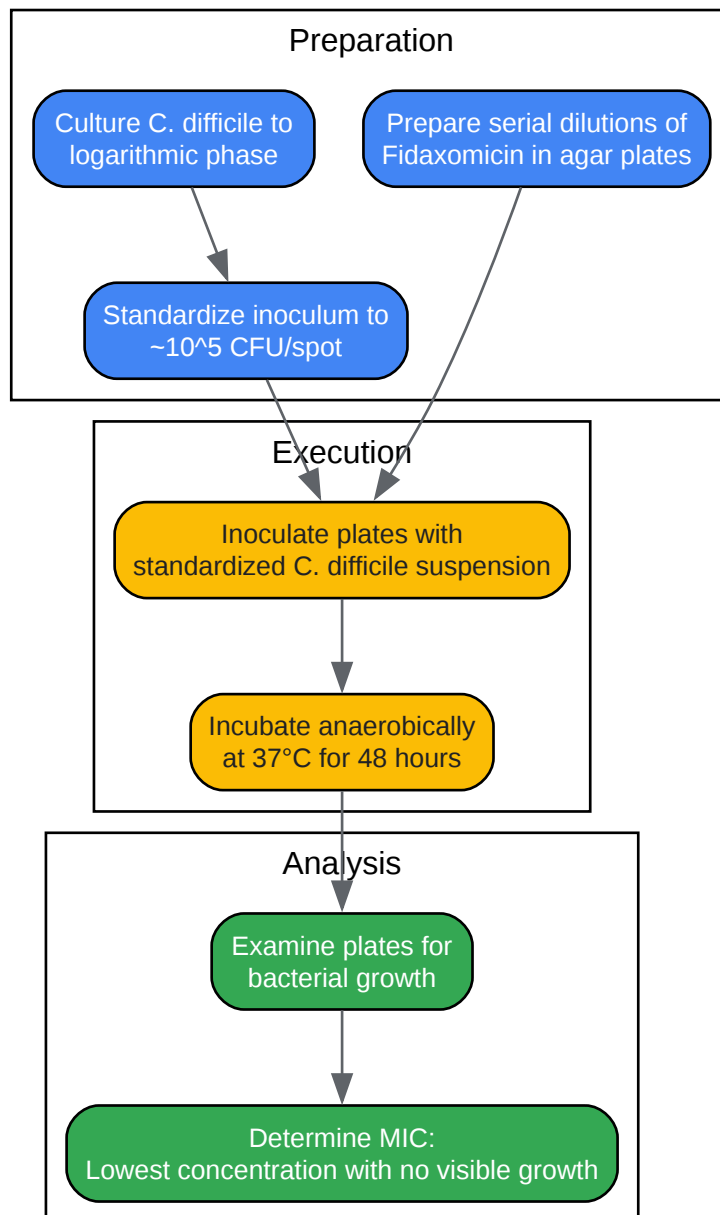 Preparation
Culture C. difficile to
logarithmic phase
Prepare serial dilutions of
Fidaxomicin in agar plates
Standardize inoculum to
~10^5 CFU/spot
Execution
Inoculate plates with
standardized C. difficile suspension
Incubate anaerobically
at 37°C for 48 hours
Analysis
Examine plates for
bacterial growth
Determine MIC:
Lowest concentration with no visible growth